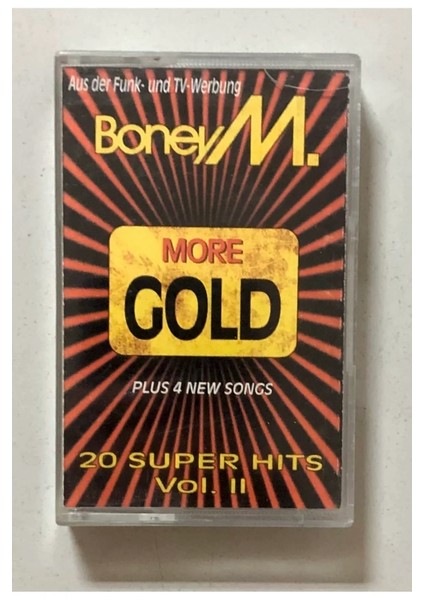 Aus der Funk- und TV-Werbung
Boney M.
MORE
GOLD
PLUS 4 NEW SONGS
20 SUPER HITS
Vol. II